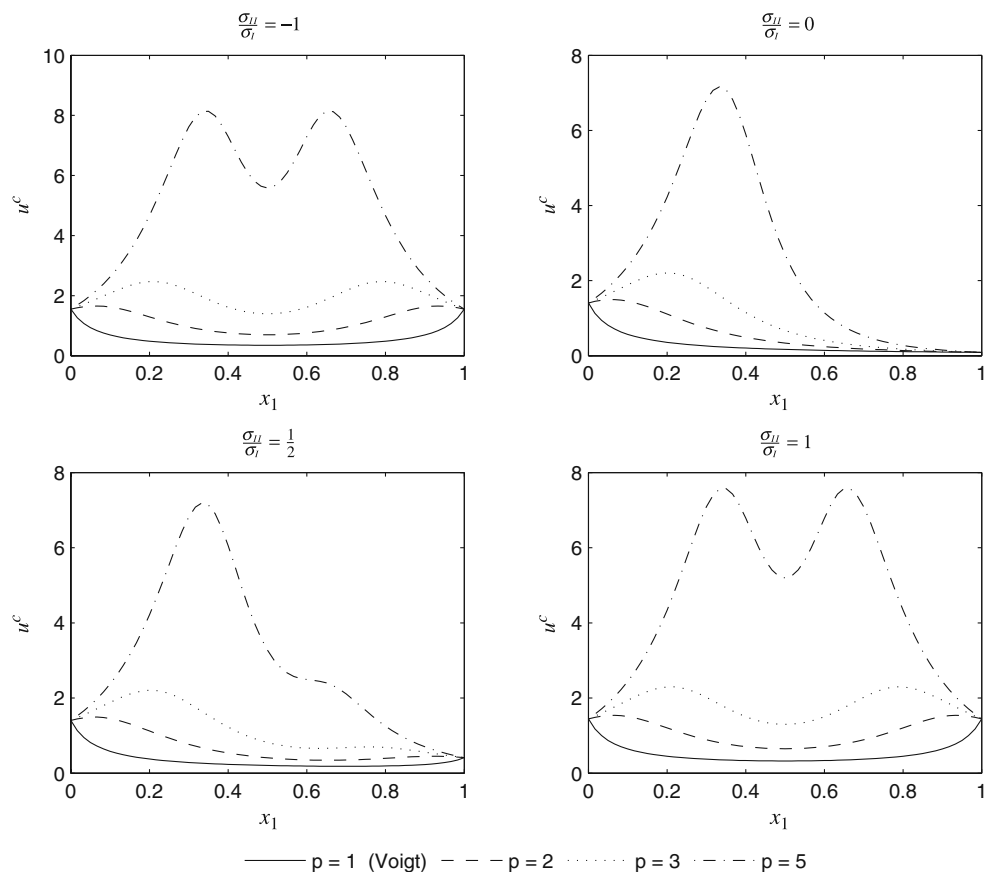 σ_II/σ_I = −1
10
8
6
4
2
0
u^c
0 0.2 0.4 0.6 0.8 1
x_1
σ_II/σ_I = 0
8
6
4
2
0
u^c
0 0.2 0.4 0.6 0.8 1
x_1
σ_II/σ_I = 1/2
8
6
4
2
0
u^c
0 0.2 0.4 0.6 0.8 1
x_1
σ_II/σ_I = 1
8
6
4
2
0
u^c
0 0.2 0.4 0.6 0.8 1
x_1
p = 1 (Voigt) p = 2 p = 3 p = 5